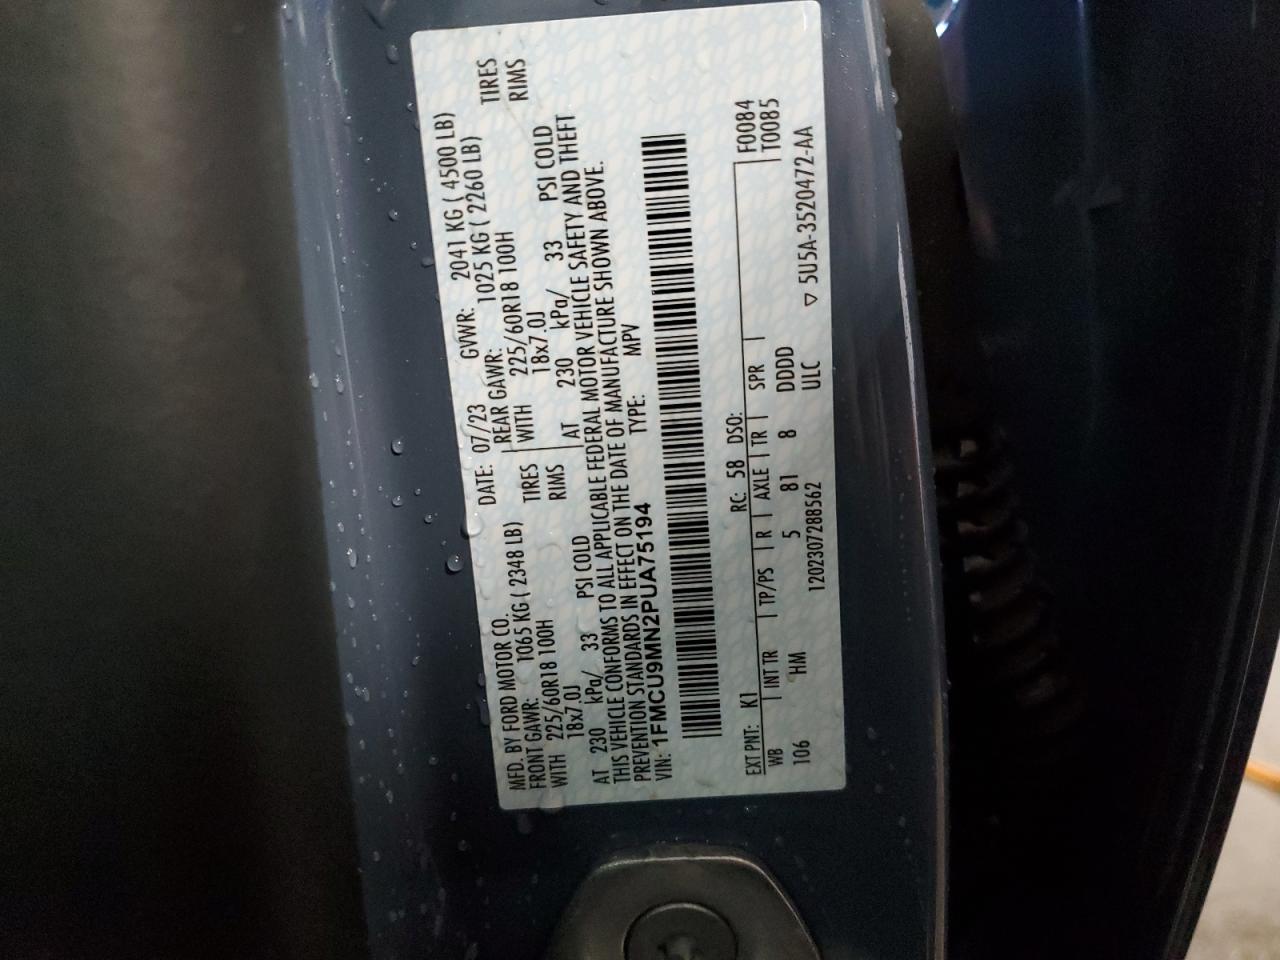 MFD. BY FORD MOTOR CO.
DATE: 07/23 GVWR: 2041 KG ( 4500 LB)
FRONT GAWR: 1065 KG ( 2348 LB) REAR GAWR: 1025 KG ( 2260 LB)
WITH 225/60R18 100H TIRES WITH 225/60R18 100H TIRES
18x7.0J RIMS 18x7.0J RIMS
AT 230 kPa/ 33 PSI COLD AT 230 kPa/ 33 PSI COLD
THIS VEHICLE CONFORMS TO ALL APPLICABLE FEDERAL MOTOR VEHICLE SAFETY AND THEFT
PREVENTION STANDARDS IN EFFECT ON THE DATE OF MANUFACTURE SHOWN ABOVE.
VIN: 1FMCU9MN2PUA75194 TYPE: MPV
EXT PNT: K1 RC: 58 DSO: F0084
WB INT TR TP/PS R AXLE TR SPR T0085
106 HM 5 81 8 DDDD
1202307288562 ULC ▽ 5U5A-3520472-AA